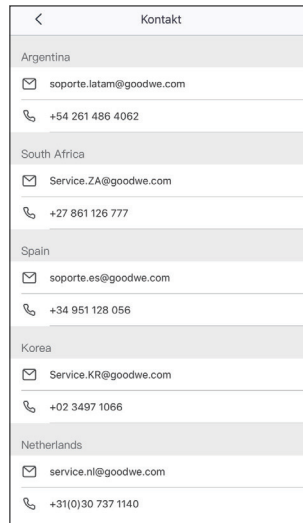 Kontakt
Argentina
soporte.latam@goodwe.com
+54 261 486 4062
South Africa
Service.ZA@goodwe.com
+27 861 126 777
Spain
soporte.es@goodwe.com
+34 951 128 056
Korea
Service.KR@goodwe.com
+02 3497 1066
Netherlands
service.nl@goodwe.com
+31(0)30 737 1140